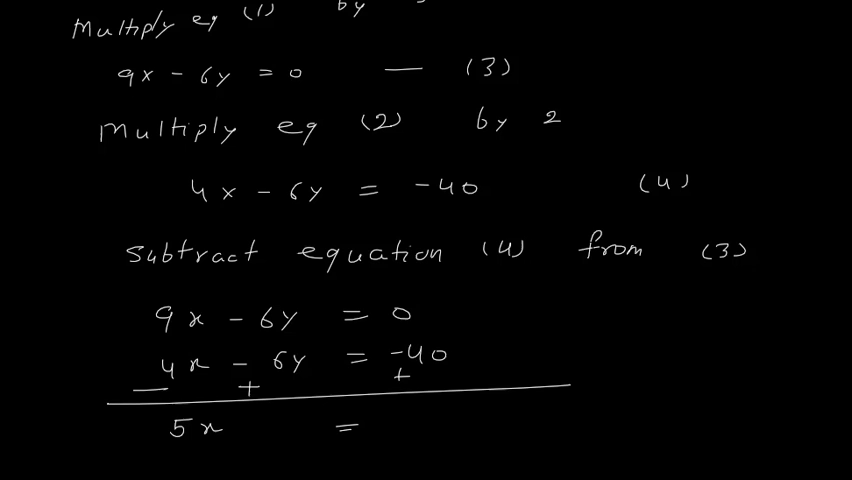 Multiply eq (1) by
9x - 6y = 0 — (3)
Multiply eq (2) by 2
4x - 6y = -40 (4)
Subtract equation (4) from (3)
9x - 6y = 0
4x - 6y = -40
— + +
5x =